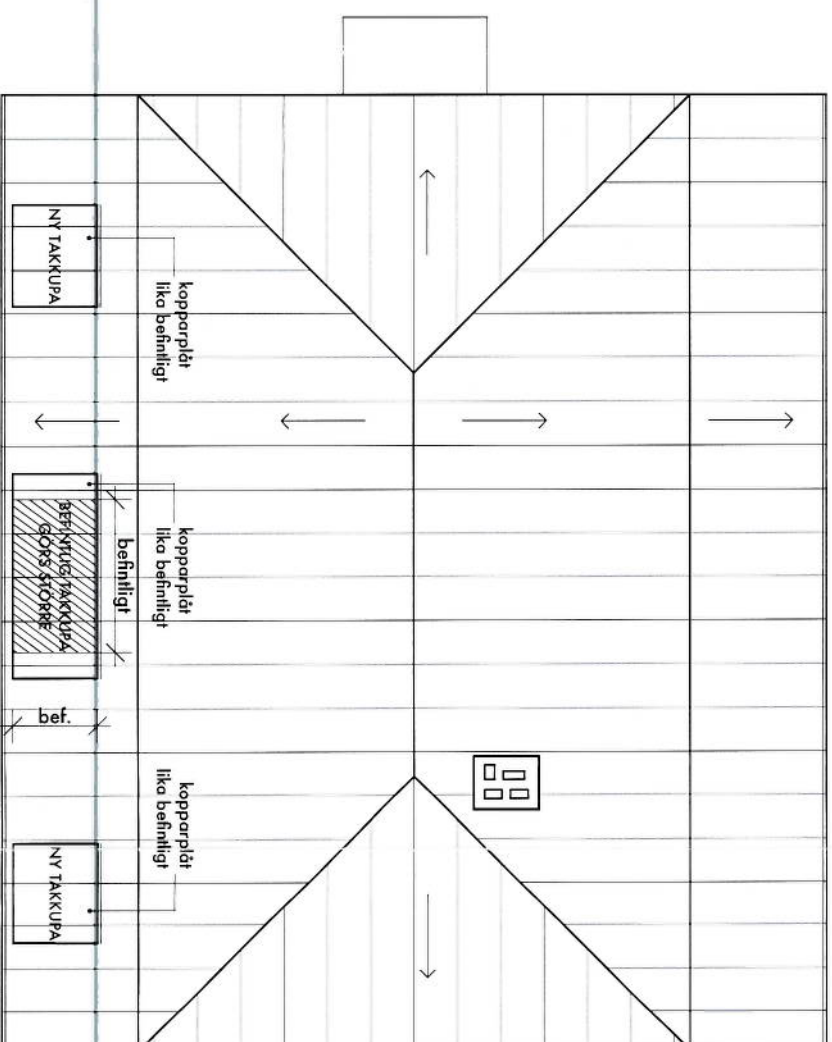 NY TAKKUPA
kopparplåt
lika befintligt
BEFINTLIG TAKKUPA
GÖRS STÖRRE
befintligt
kopparplåt
lika befintligt
bef.
NY TAKKUPA
kopparplåt
lika befintligt